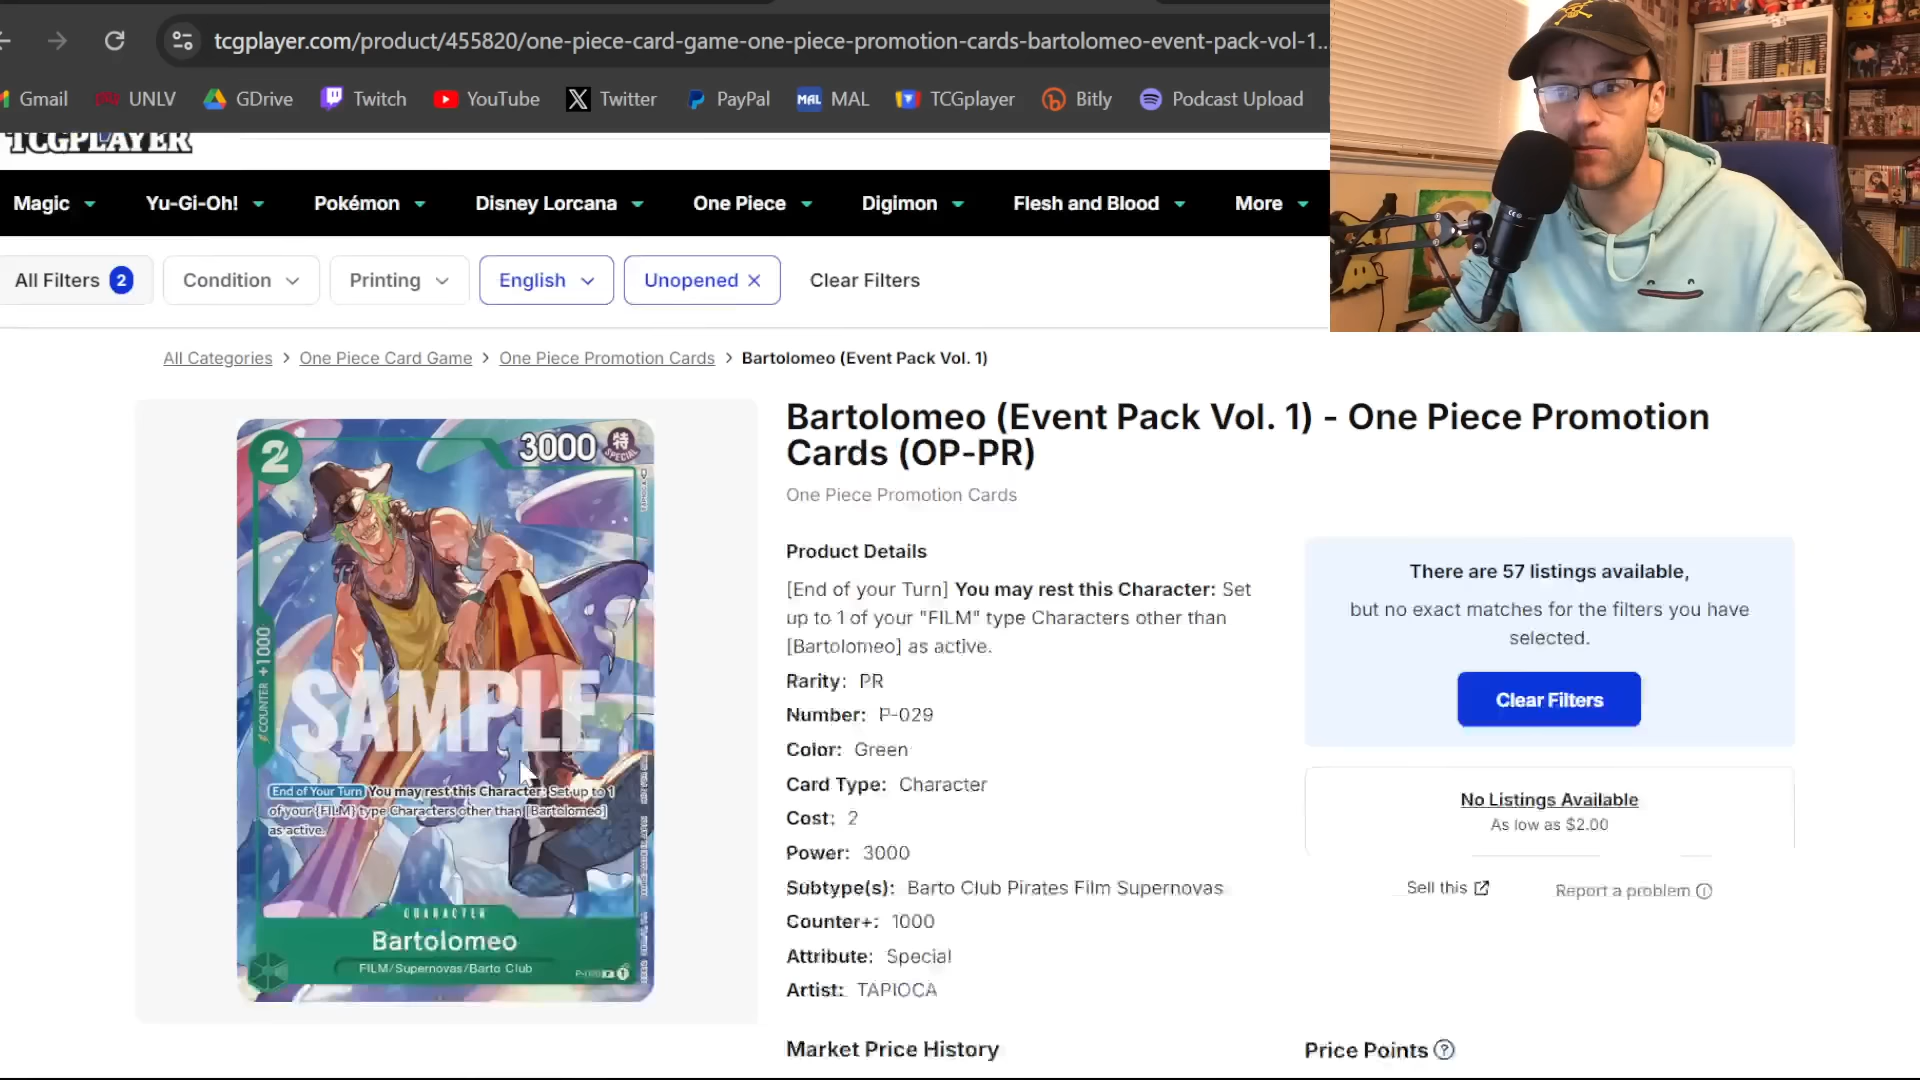 tcgplayer.com/product/455820/one-piece-card-game-one-piece-promotion-cards-bartolomeo-event-pack-vol-1...
Gmail UNLV GDrive Twitch YouTube Twitter PayPal MAL MAL TCGplayer Bitly Podcast Upload
TCGPLAYER
Magic Yu-Gi-Oh! Pokémon Disney Lorcana One Piece Digimon Flesh and Blood More
All Filters 2 Condition Printing English Unopened Clear Filters
All Categories > One Piece Card Game > One Piece Promotion Cards > Bartolomeo (Event Pack Vol. 1)
2
3000
特
SPECIAL
COUNTER +1000
SAMPLE
End of Your Turn You may rest this Character: Set up to 1
of your {FILM} type Characters other than [Bartolomeo]
as active.
CHARACTER
Bartolomeo
FILM/Supernovas/Barto Club
Bartolomeo (Event Pack Vol. 1) - One Piece Promotion
Cards (OP-PR)
One Piece Promotion Cards
Product Details
[End of your Turn] You may rest this Character: Set
up to 1 of your "FILM" type Characters other than
[Bartolomeo] as active.
Rarity: PR
Number: P-029
Color: Green
Card Type: Character
Cost: 2
Power: 3000
Subtype(s): Barto Club Pirates Film Supernovas
Counter+: 1000
Attribute: Special
Artist: TAPIOCA
Market Price History
There are 57 listings available,
but no exact matches for the filters you have
selected.
Clear Filters
No Listings Available
As low as $2.00
Sell this Report a problem
Price Points